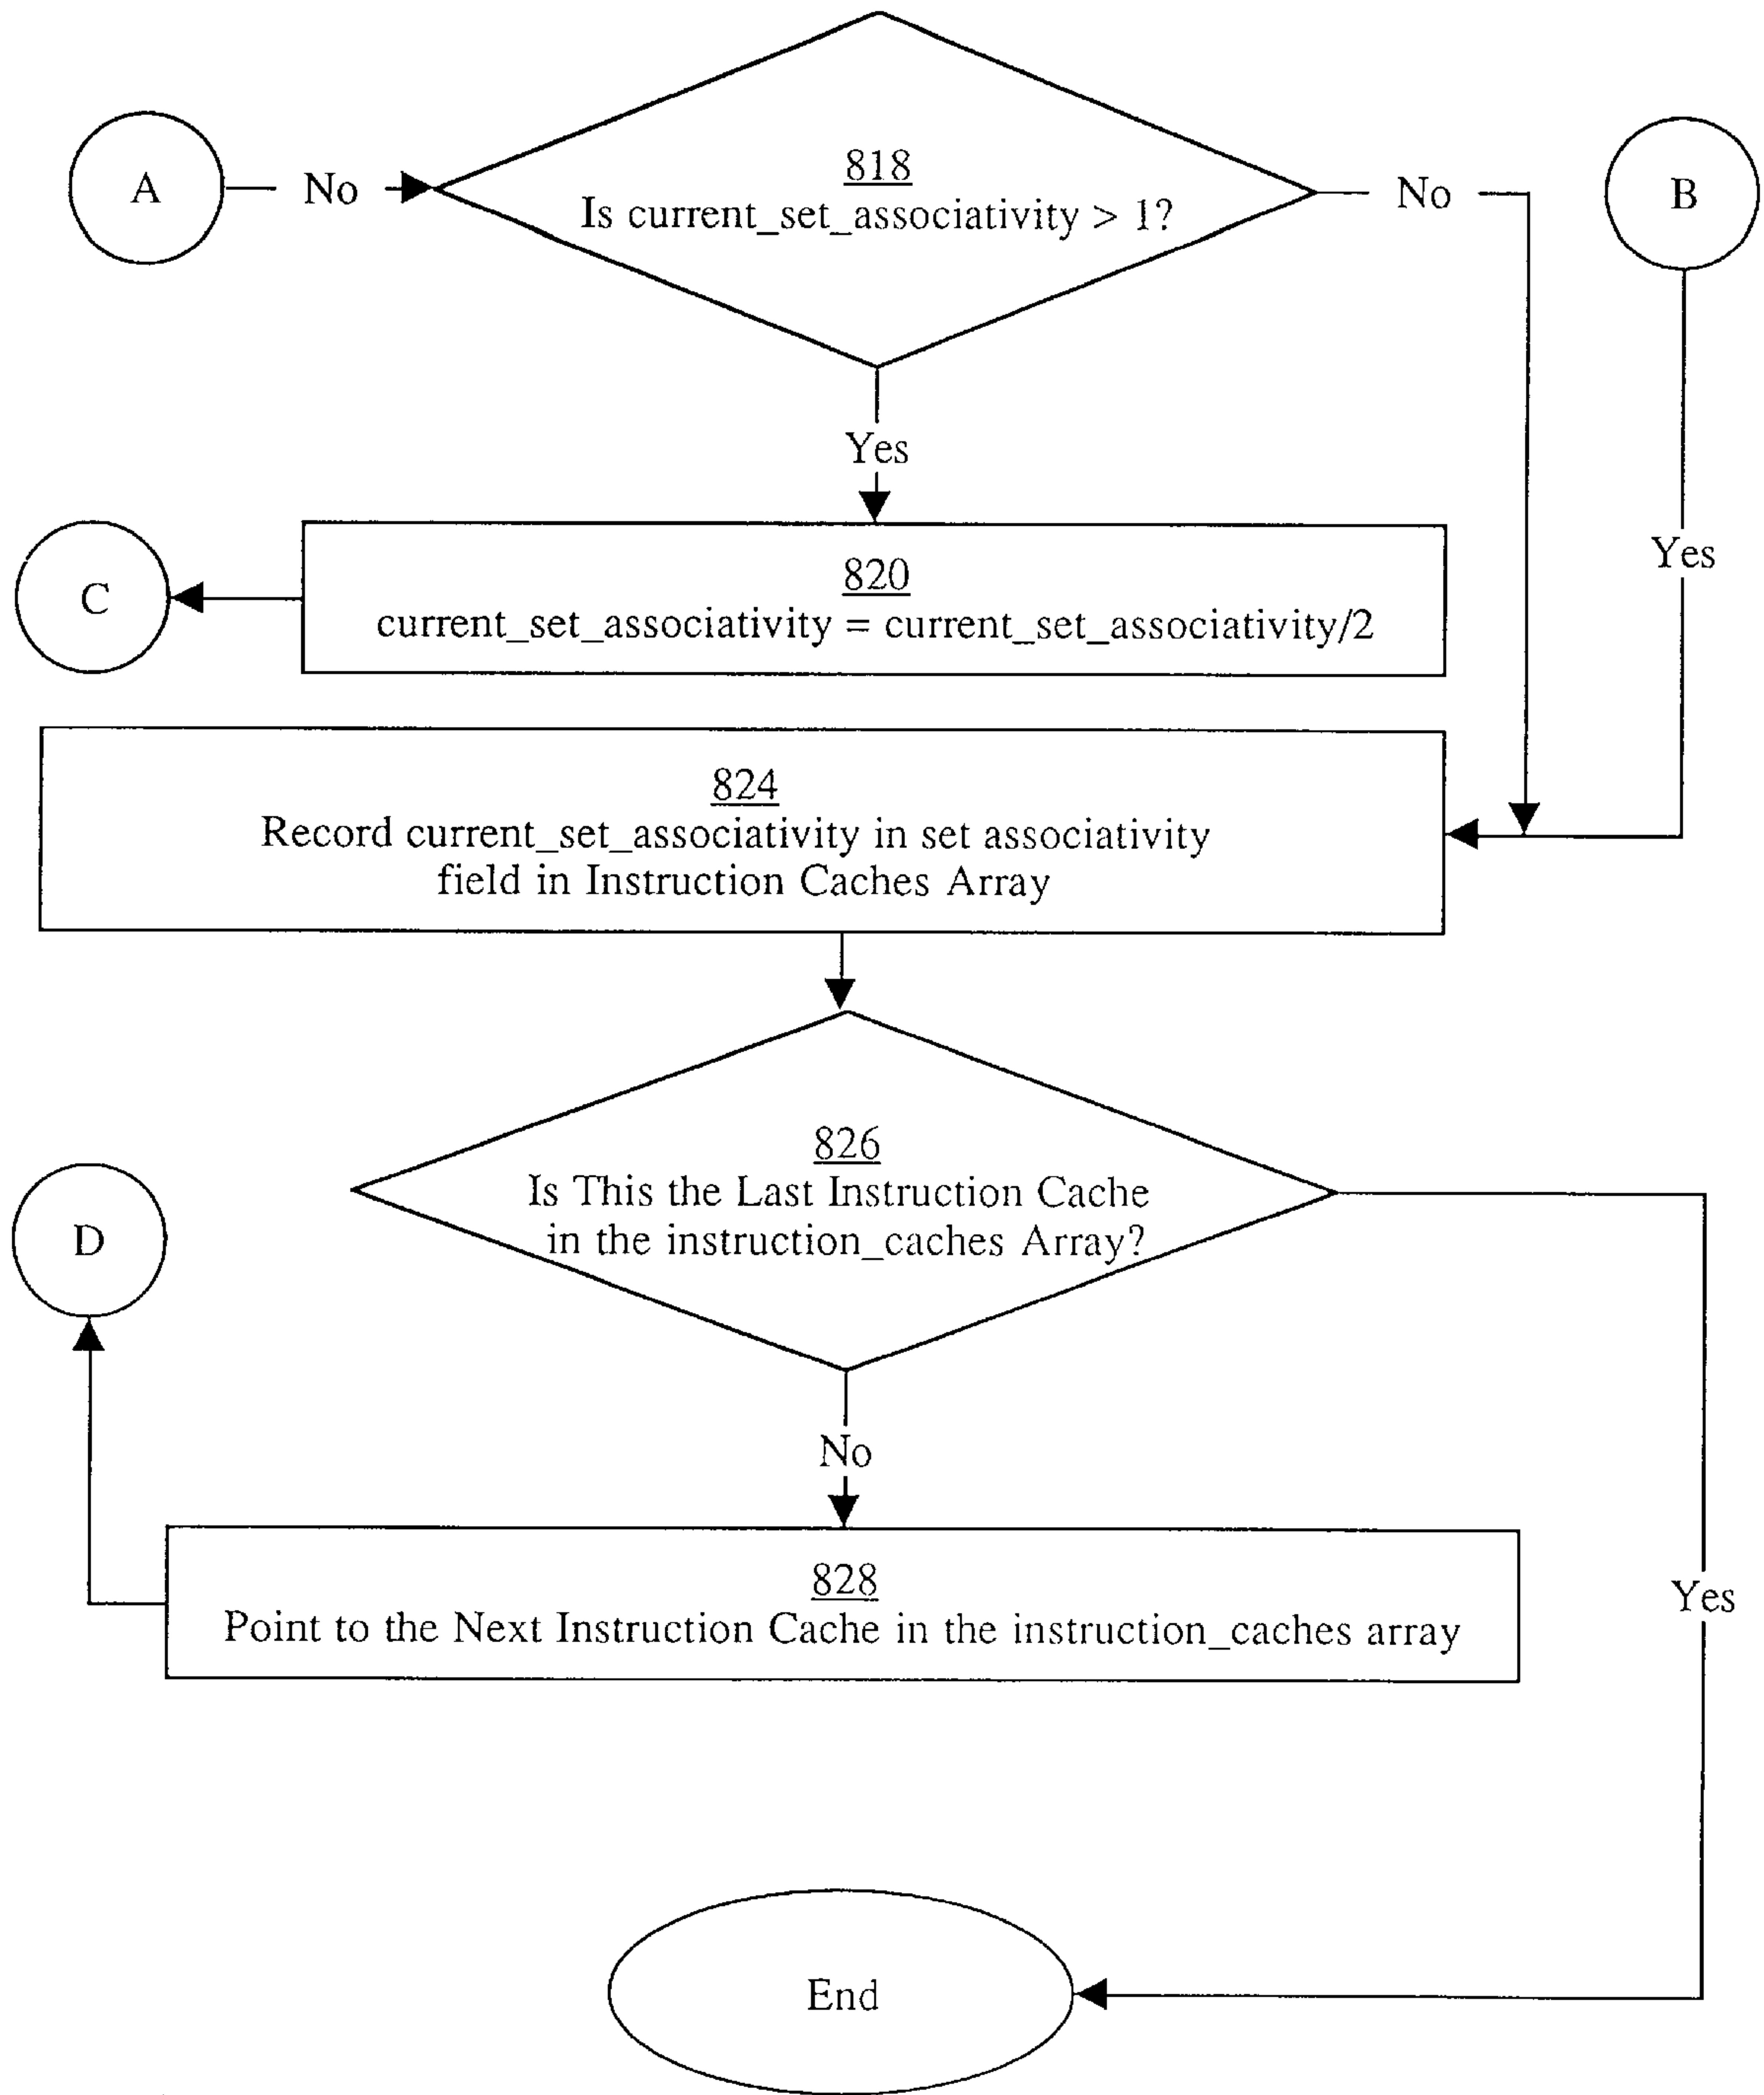 818
A
No
Is current_set_associativity > 1?
No
B
Yes
Yes
820
C
current_set_associativity = current_set_associativity/2
824
Record current_set_associativity in set associativity
field in Instruction Caches Array
826
Is This the Last Instruction Cache
D
in the instruction_caches Array?
No
828
Yes
Point to the Next Instruction Cache in the instruction_caches array
End